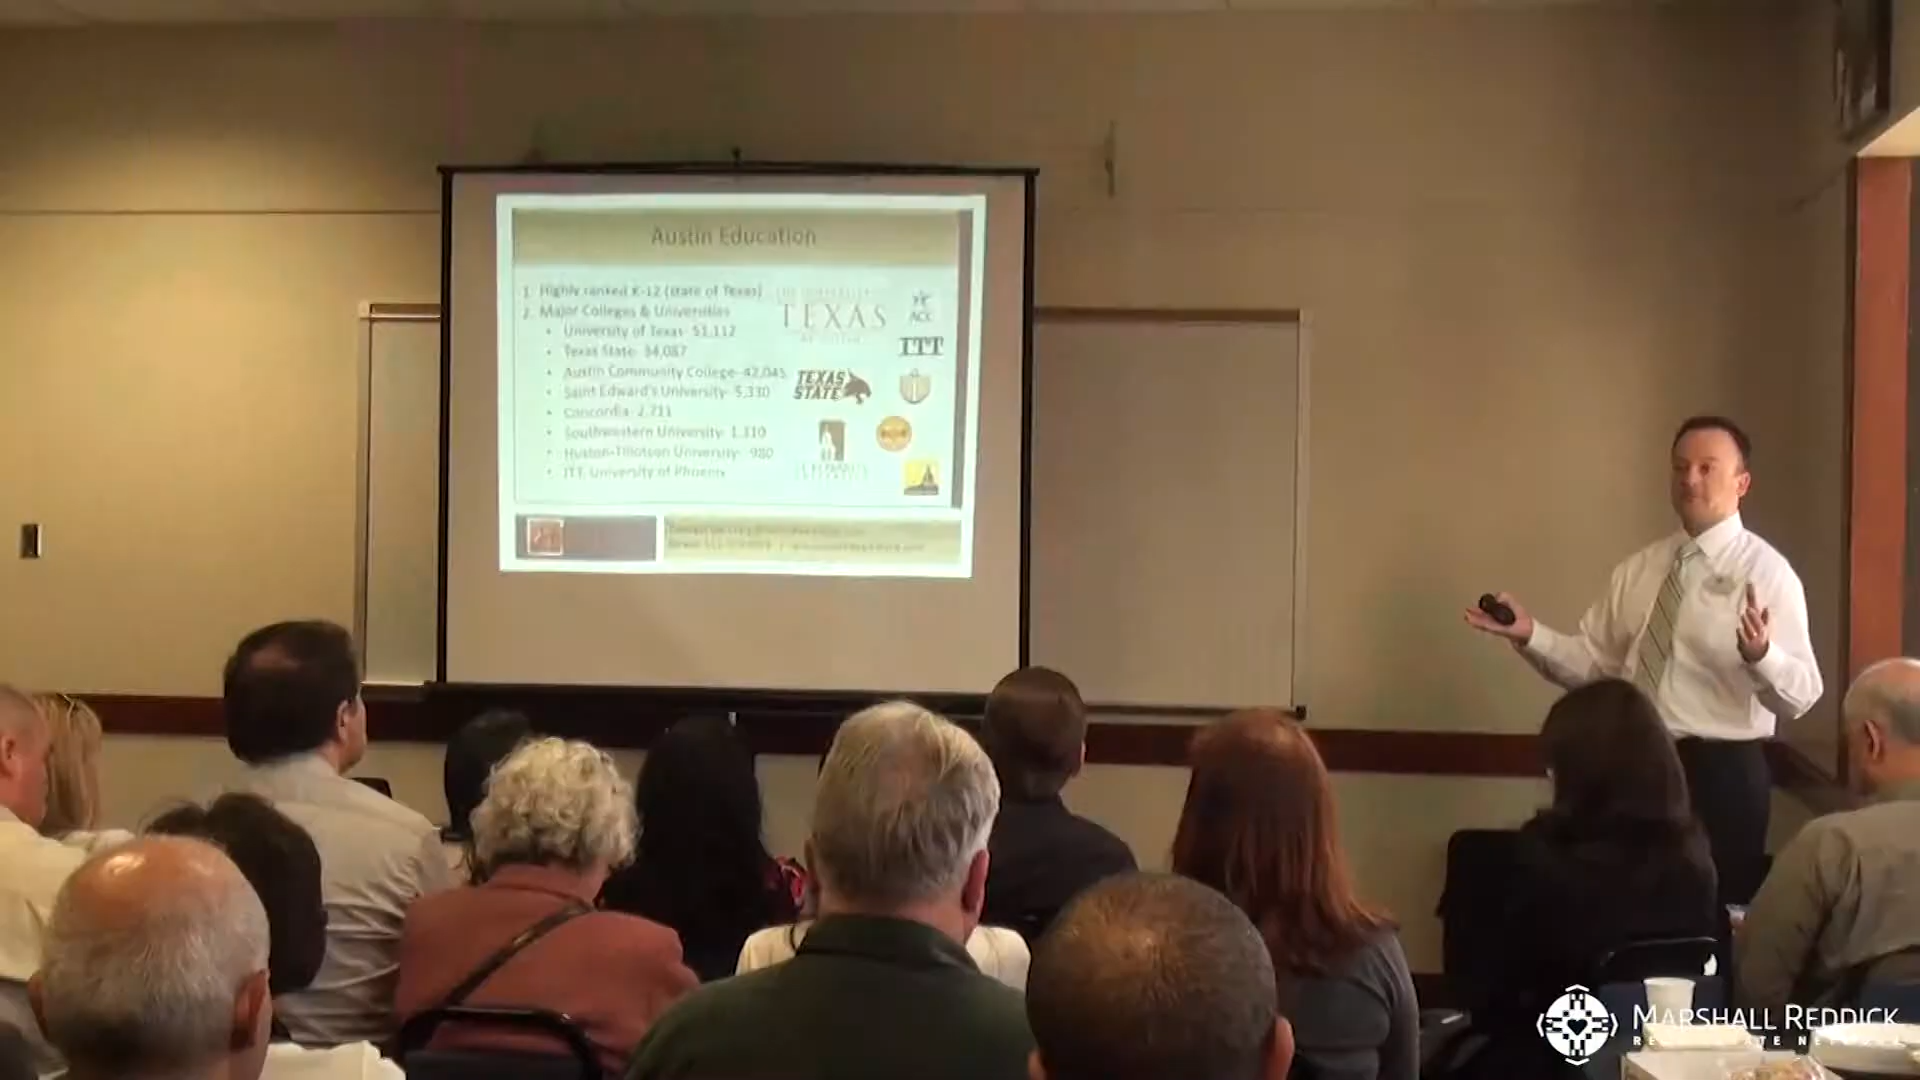 Austin Education
1. Highly ranked K-12 (state of Texas)
2. Major Colleges & Universities
• University of Texas- 51,112
• Texas State- 34,087
• Austin Community College- 42,045
• Saint Edward's University- 5,330
• Concordia- 2,711
• Southwestern University- 1,310
• Huston-Tillotson University- 980
• ITT, University of Phoenix
TEXAS
ACC
ITT
TEXAS
STATE
MARSHALL REDDICK